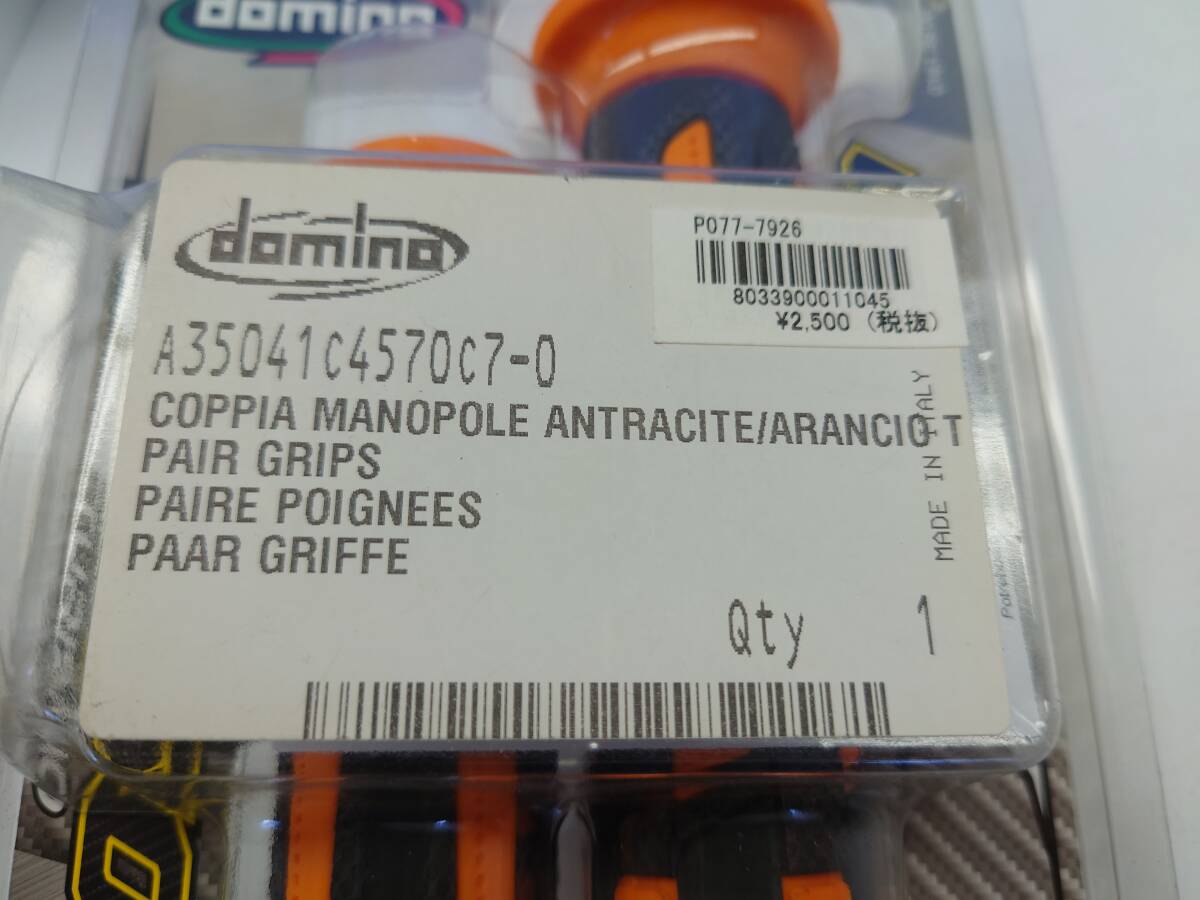 domino
domino
P077-7926
8033900011045
¥2,500 (税抜)
A35041C4570C7-0
COPPIA MANOPOLE ANTRACITE/ARANCIO T
PAIR GRIPS
PAIRE POIGNEES
PAAR GRIFFE
MADE IN ITALY
Qty 1